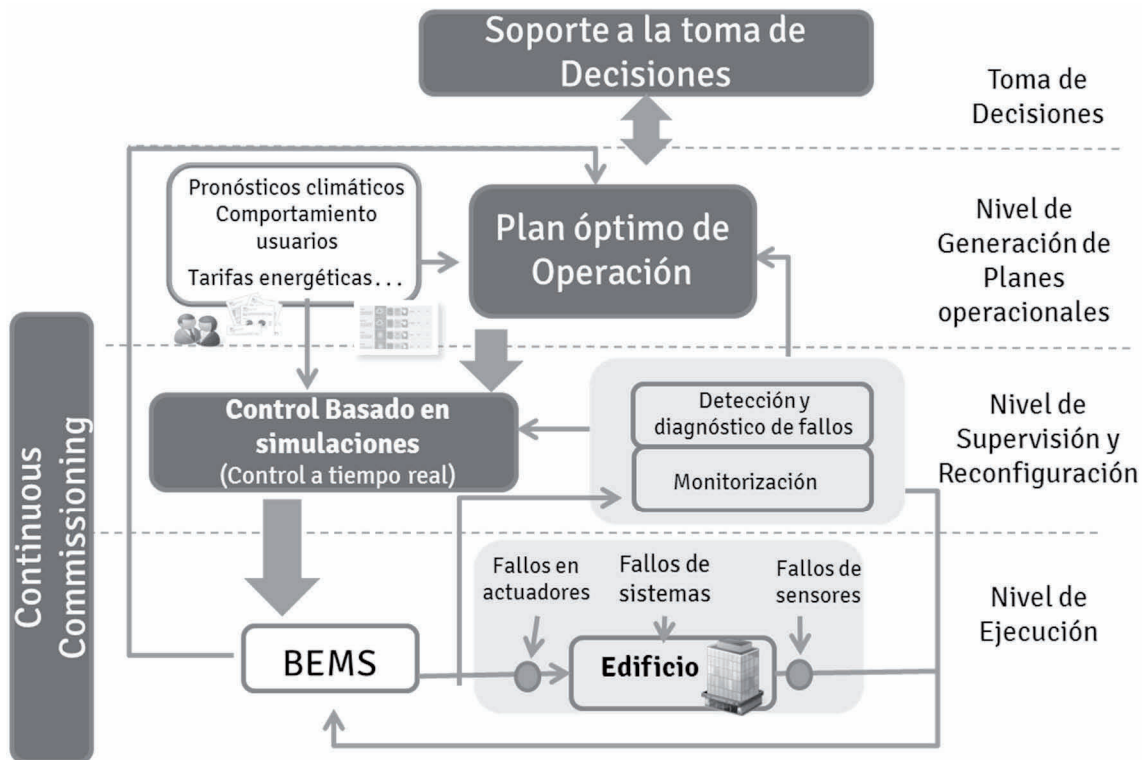 Soporte a la toma de
Decisiones
Toma de
Decisiones
Pronósticos climáticos
Comportamiento
usuarios
Tarifas energéticas...
Plan óptimo de
Operación
Nivel de
Generación de
Planes
operacionales
Continuous
Commissioning
Control Basado en
simulaciones
(Control a tiempo real)
Detección y
diagnóstico de fallos
Monitorización
Nivel de
Supervisión y
Reconfiguración
Fallos en
actuadores
Fallos de
sistemas
Fallos de
sensores
BEMS
Edificio
Nivel de
Ejecución